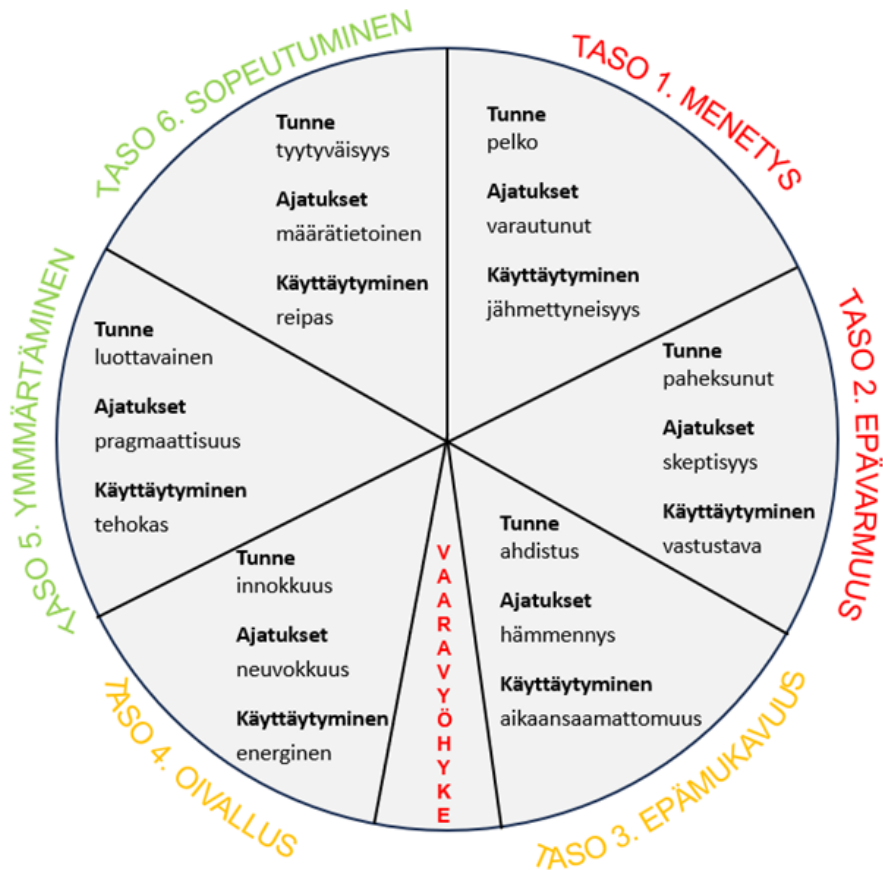 TASO 1. MENETYS
Tunne
pelko
Ajatukset
varautunut
Käyttäytyminen
jähmettyneisyys
TASO 2. EPÄVARMUUS
Tunne
paheksunut
Ajatukset
skeptisyys
Käyttäytyminen
vastustava
TASO 3. EPÄMUKAVUUS
Tunne
ahdistus
Ajatukset
hämmennys
Käyttäytyminen
aikaansaamattomuus
VAARAVYÖHYKE
TASO 4. OIVALLUS
Tunne
innokkuus
Ajatukset
neuvokkuus
Käyttäytyminen
energinen
TASO 5. YMMMÄRTÄMINEN
Tunne
luottavainen
Ajatukset
pragmaattisuus
Käyttäytyminen
tehokas
TASO 6. SOPEUTUMINEN
Tunne
tyytyväisyys
Ajatukset
määrätietoinen
Käyttäytyminen
reipas